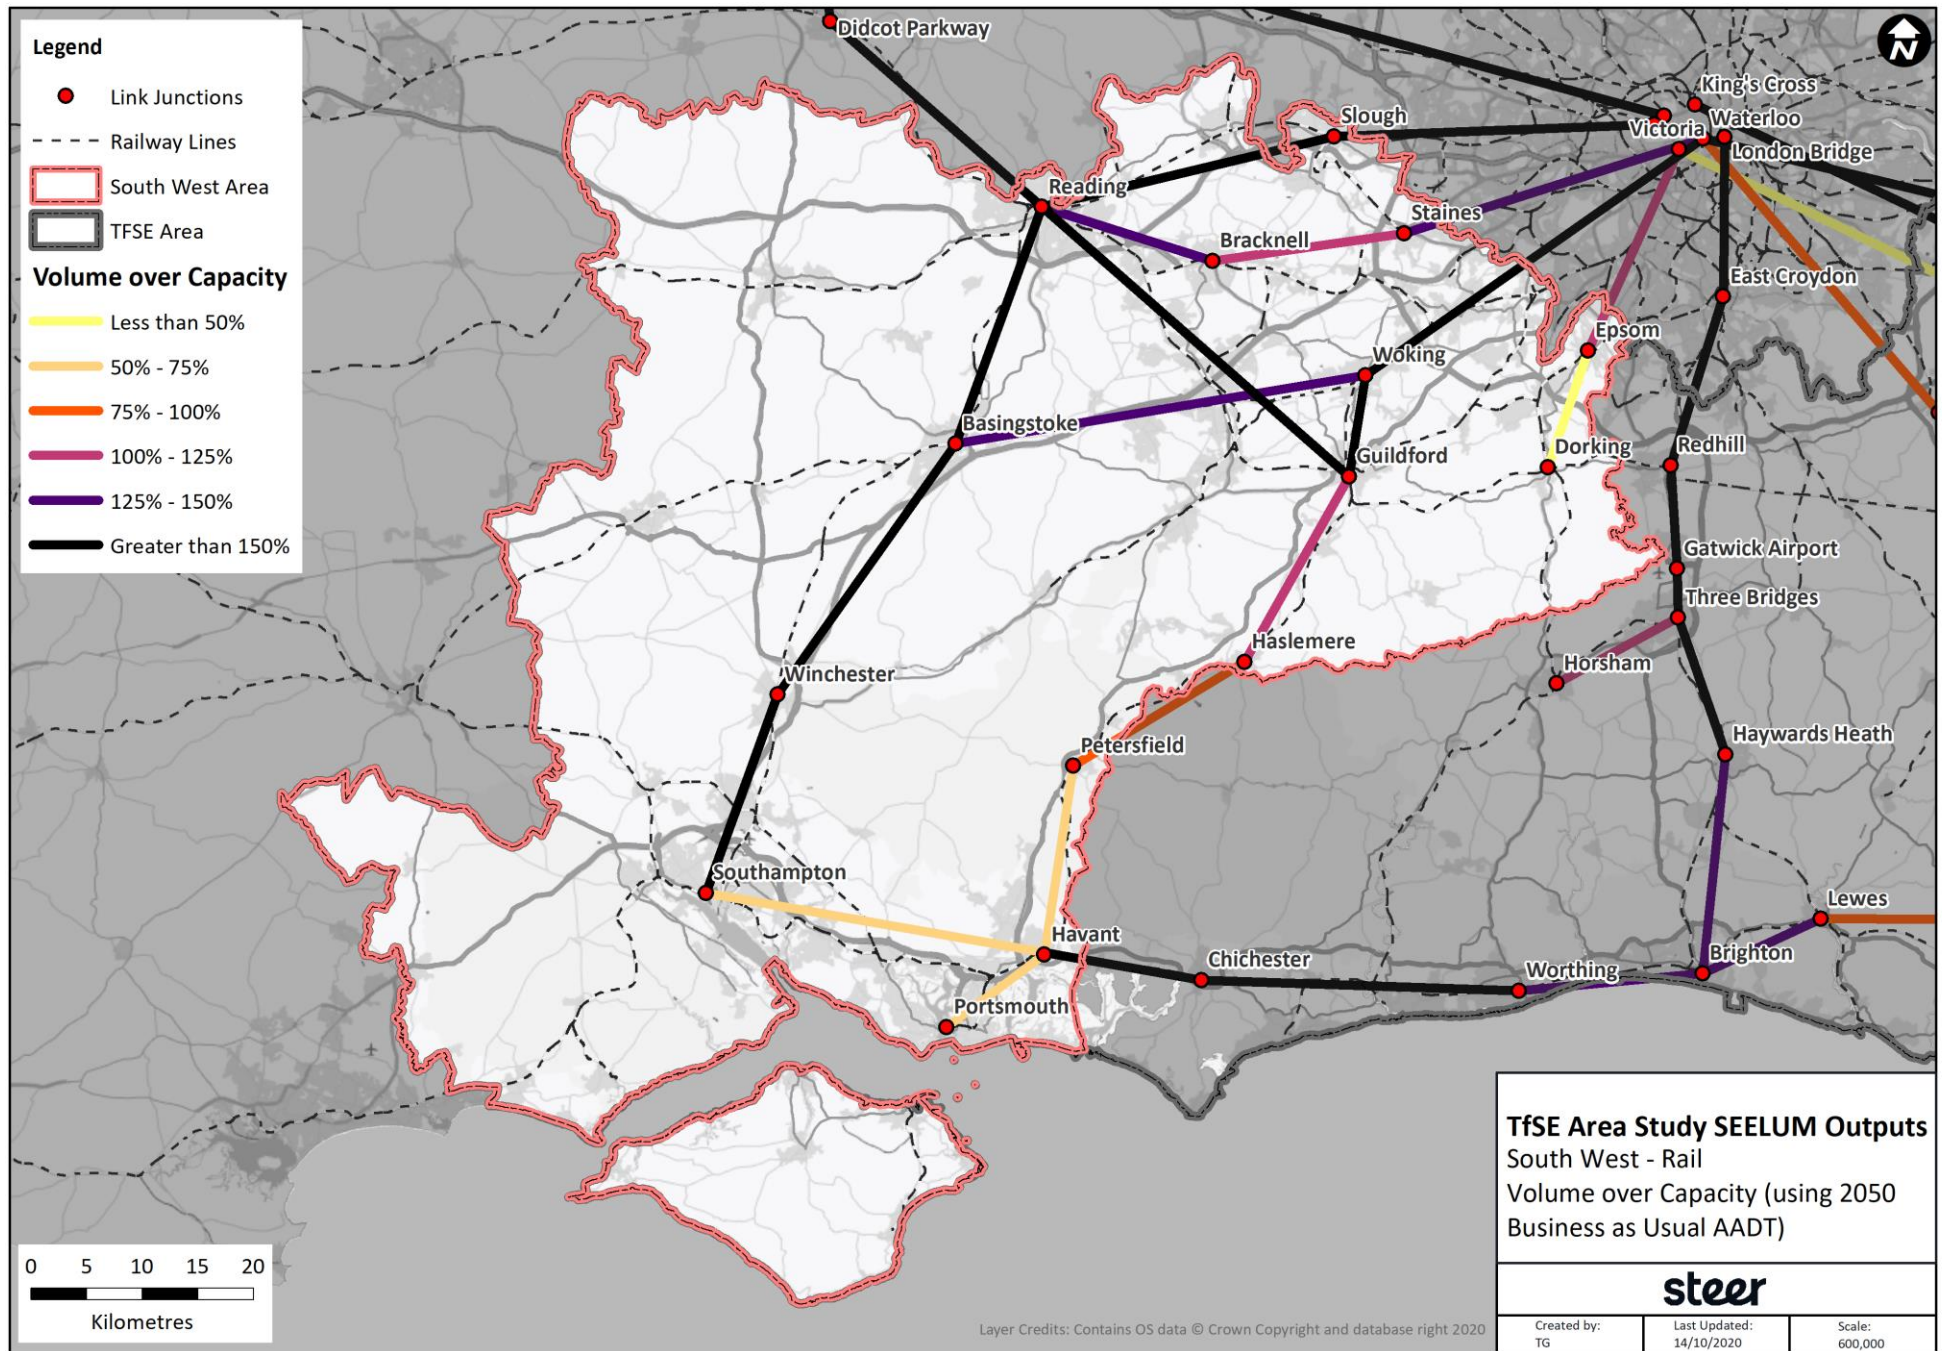 Legend
Link Junctions
Railway Lines
South West Area
TFSE Area
Volume over Capacity
Less than 50%
50% - 75%
75% - 100%
100% - 125%
125% - 150%
Greater than 150%
N
Didcot Parkway
King's Cross
Slough
Victoria
Waterloo
London Bridge
Reading
Staines
Bracknell
East Croydon
Epsom
Woking
Basingstoke
Guildford
Dorking
Redhill
Gatwick Airport
Three Bridges
Haslemere
Horsham
Winchester
Petersfield
Haywards Heath
Southampton
Lewes
Havant
Chichester
Brighton
Worthing
Portsmouth
0 5 10 15 20
Kilometres
Layer Credits: Contains OS data © Crown Copyright and database right 2020
TfSE Area Study SEELUM Outputs
South West - Rail
Volume over Capacity (using 2050
Business as Usual AADT)
steer
Created by:
TG
Last Updated:
14/10/2020
Scale:
600,000